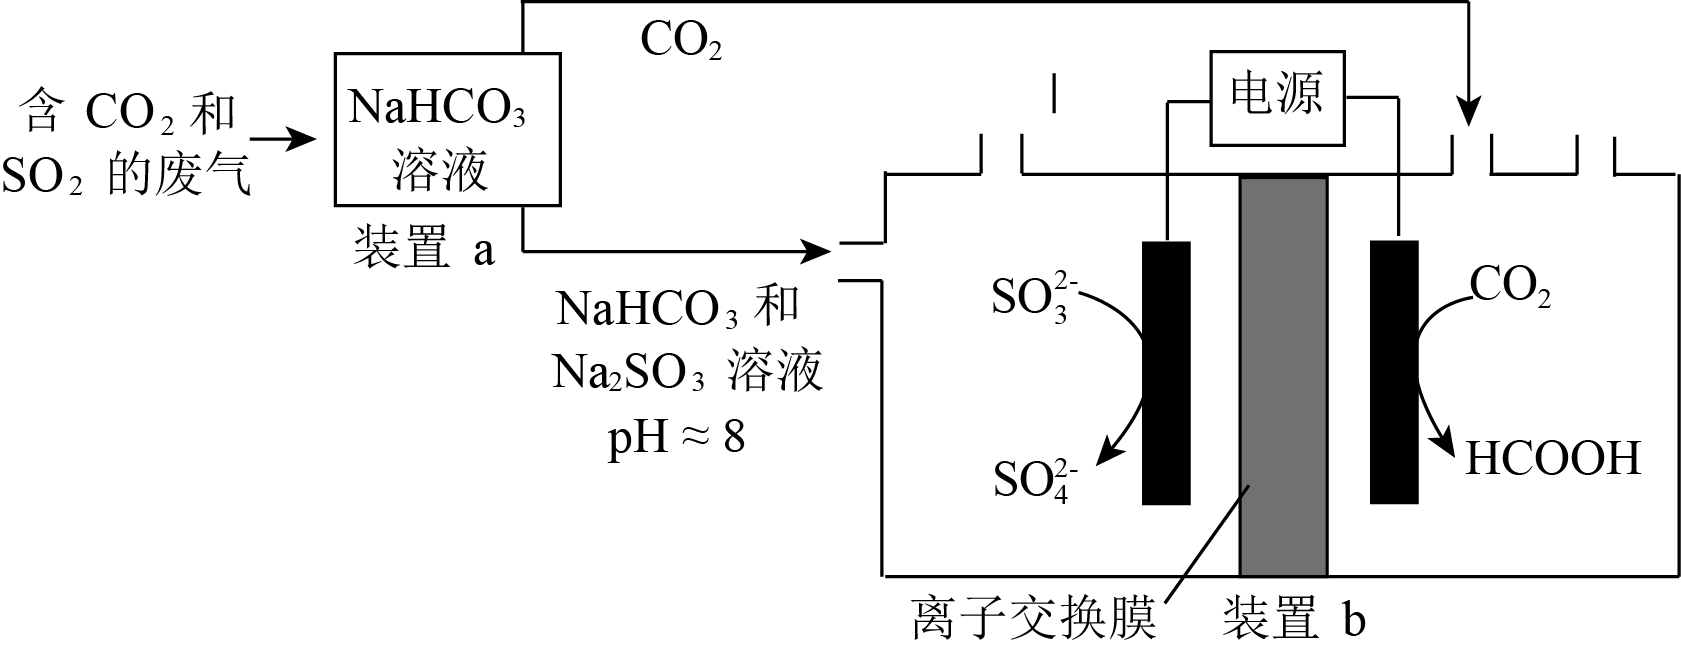 CO₂
含 CO₂ 和
SO₂ 的废气
NaHCO₃
溶液
装置 a
电源
NaHCO₃ 和
Na₂SO₃ 溶液
pH ≈ 8
SO₃²⁻
SO₄²⁻
CO₂
HCOOH
离子交换膜
装置 b